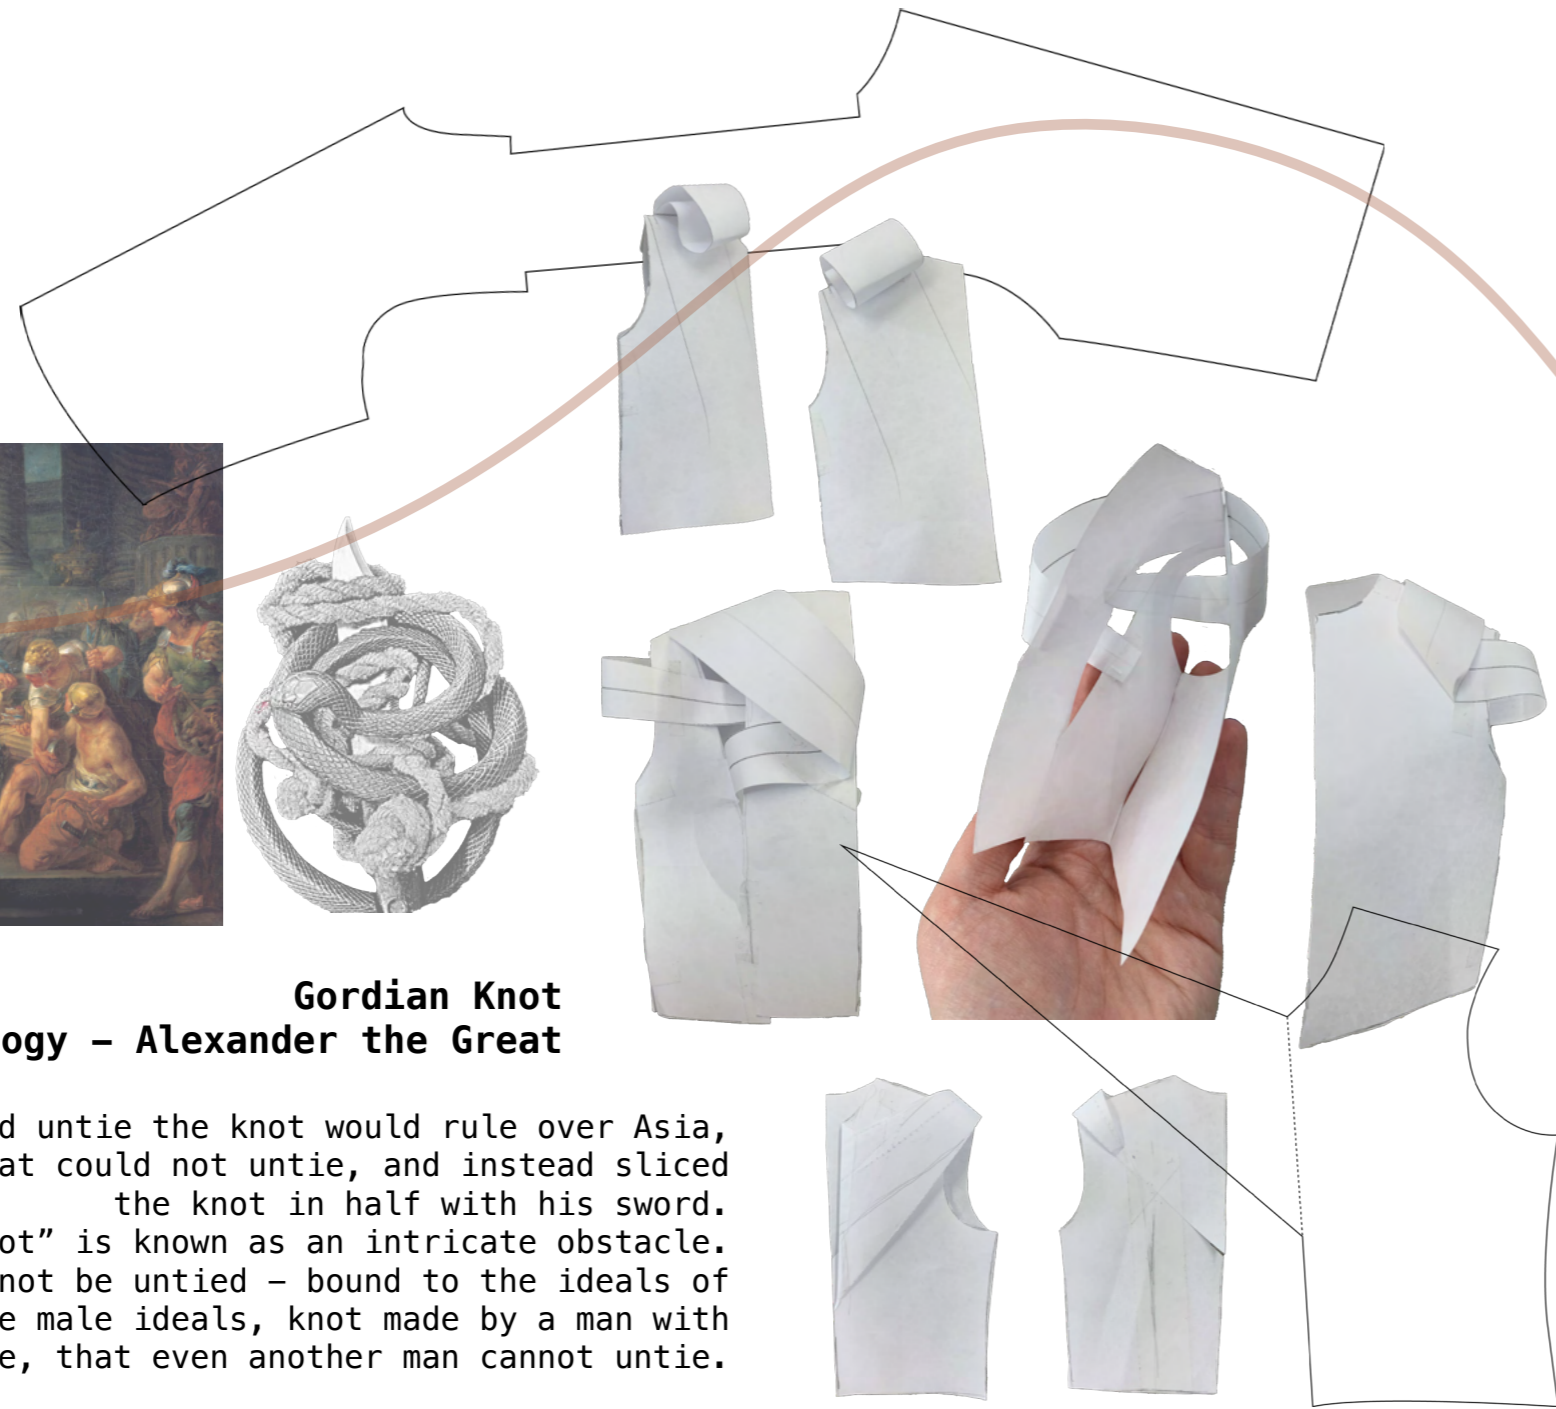 Gordian Knot
ogy – Alexander the Great
d untie the knot would rule over Asia,
at could not untie, and instead sliced
the knot in half with his sword.
ot” is known as an intricate obstacle.
not be untied – bound to the ideals of
e male ideals, knot made by a man with
e, that even another man cannot untie.